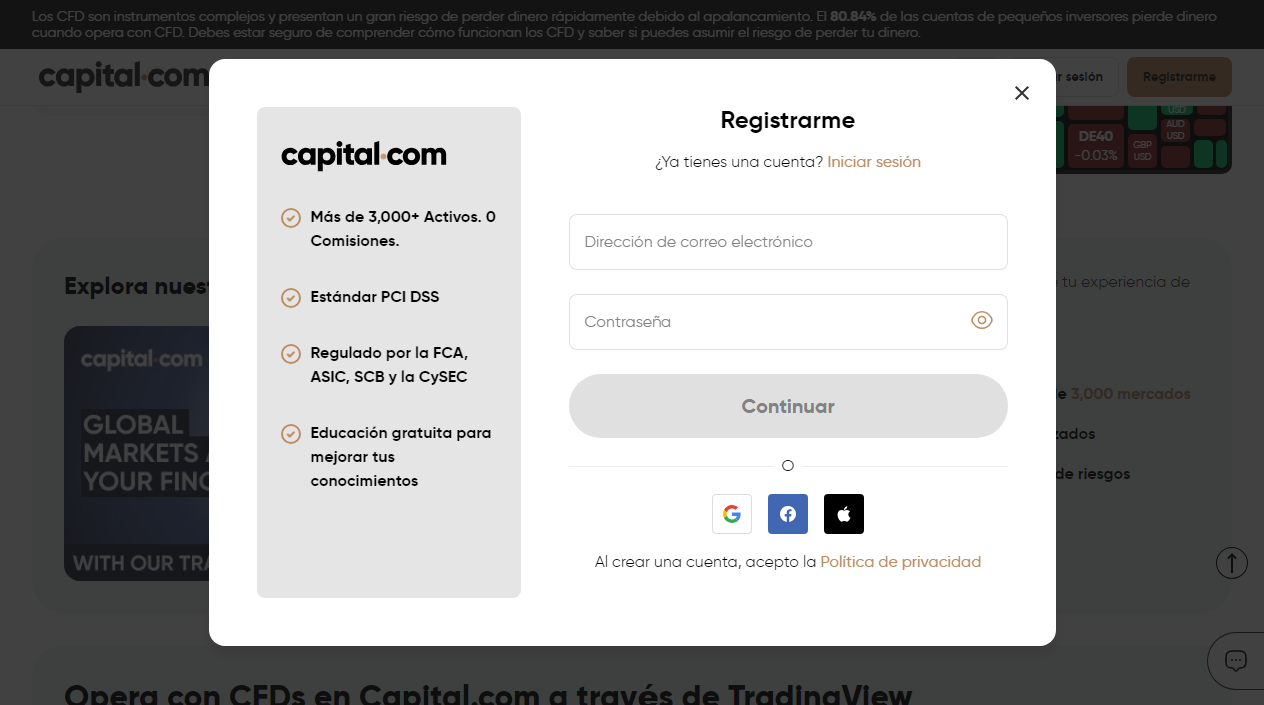 Los CFD son instrumentos complejos y presentan un gran riesgo de perder dinero rápidamente debido al apalancamiento. El 80.84% de las cuentas de pequeños inversores pierde dinero
cuando opera con CFD. Debes estar seguro de comprender cómo funcionan los CFD y saber si puedes asumir el riesgo de perder tu dinero.
capital.com
r sesión
Registrarme
DE40
-0.03%
USD
AUD
USD
GBP
USD
Registrarme
¿Ya tienes una cuenta? Iniciar sesión
capital.com
Más de 3,000+ Activos. 0
Comisiones.
Estándar PCI DSS
Regulado por la FCA,
ASIC, SCB y la CySEC
Educación gratuita para
mejorar tus
conocimientos
Dirección de correo electrónico
Contraseña
Continuar
O
Al crear una cuenta, acepto la Política de privacidad
Explora nuest
tu experiencia de
capital.com
GLOBAL
MARKETS A
YOUR FING
WITH OUR TRA
e 3,000 mercados
zados
de riesgos
Opera con CFDs en Capital.com a través de TradingView